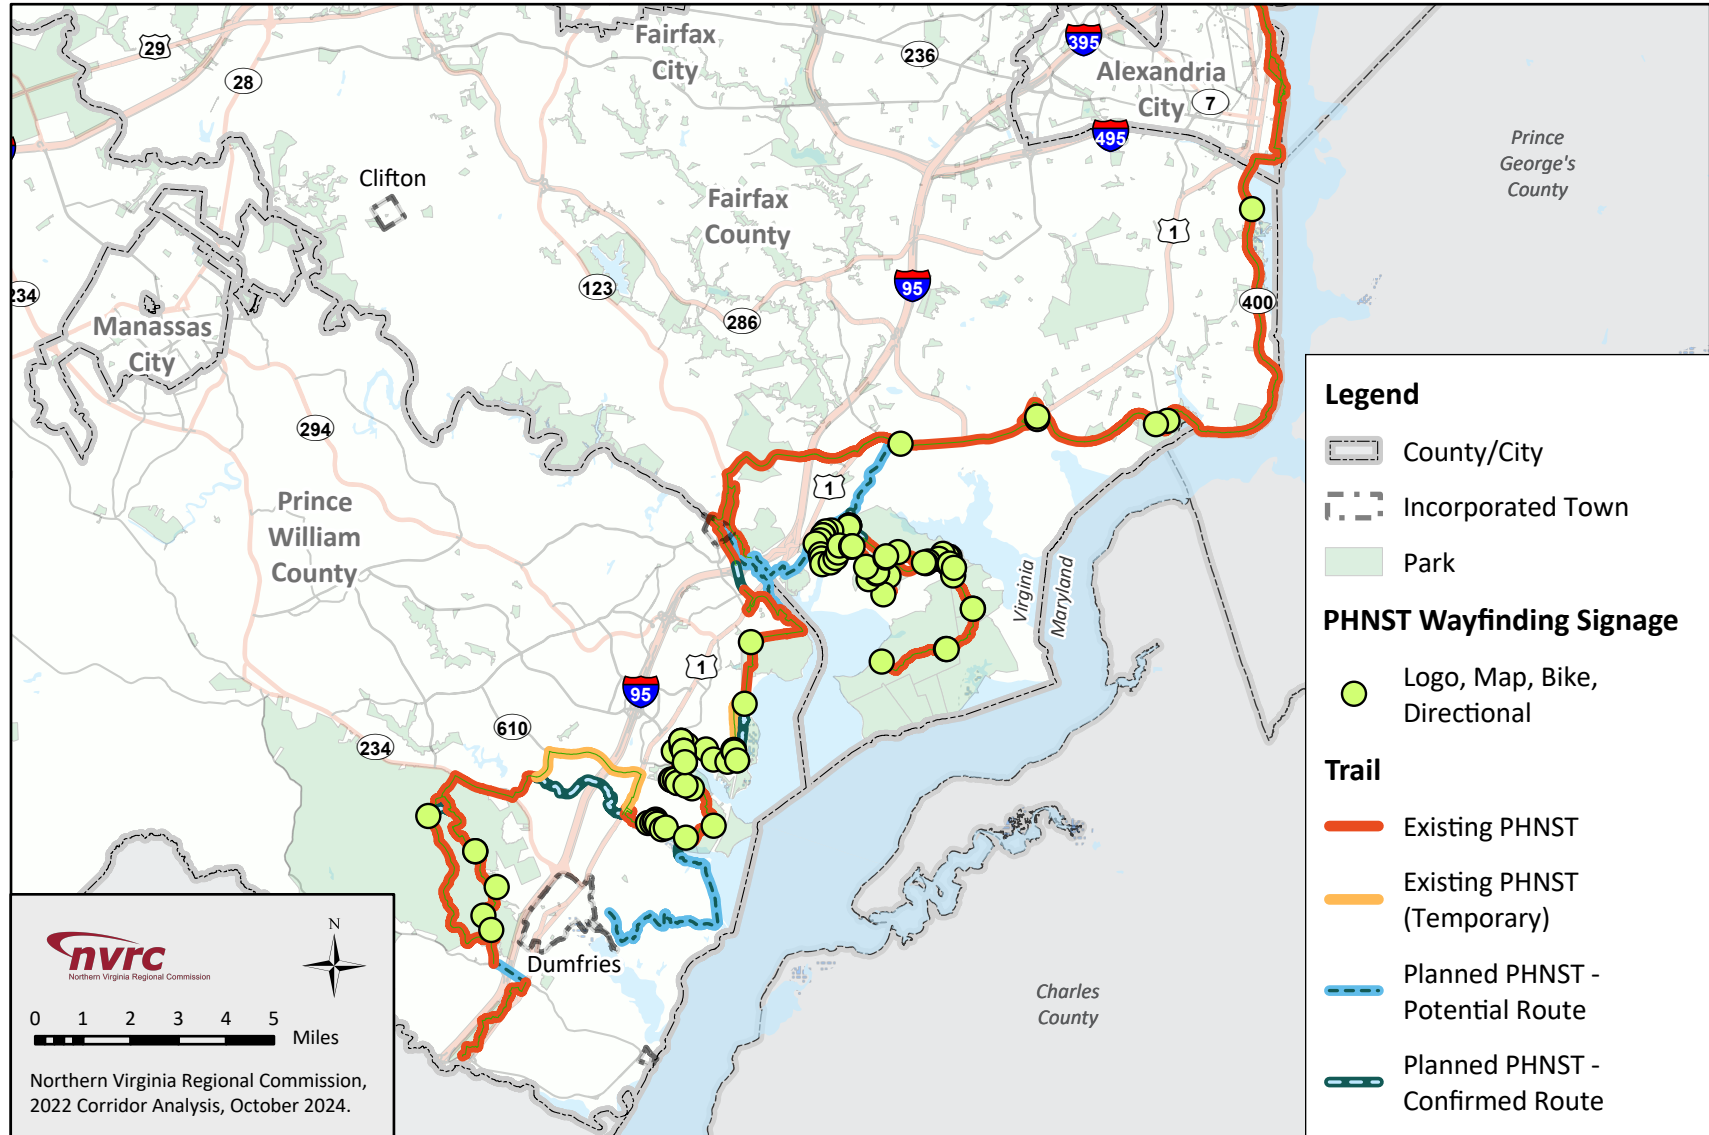 Fairfax
City
29
28
236
395
Alexandria
City
7
495
Prince
George's
County
Clifton
Fairfax
County
1
234
123
286
95
400
Manassas
City
294
1
Prince
William
County
Virginia
Maryland
1
95
610
234
Dumfries
Charles
County
Legend
County/City
Incorporated Town
Park
PHNST Wayfinding Signage
Logo, Map, Bike,
Directional
Trail
Existing PHNST
Existing PHNST
(Temporary)
Planned PHNST -
Potential Route
Planned PHNST -
Confirmed Route
nvrc
Northern Virginia Regional Commission
N
0 1 2 3 4 5
Miles
Northern Virginia Regional Commission,
2022 Corridor Analysis, October 2024.